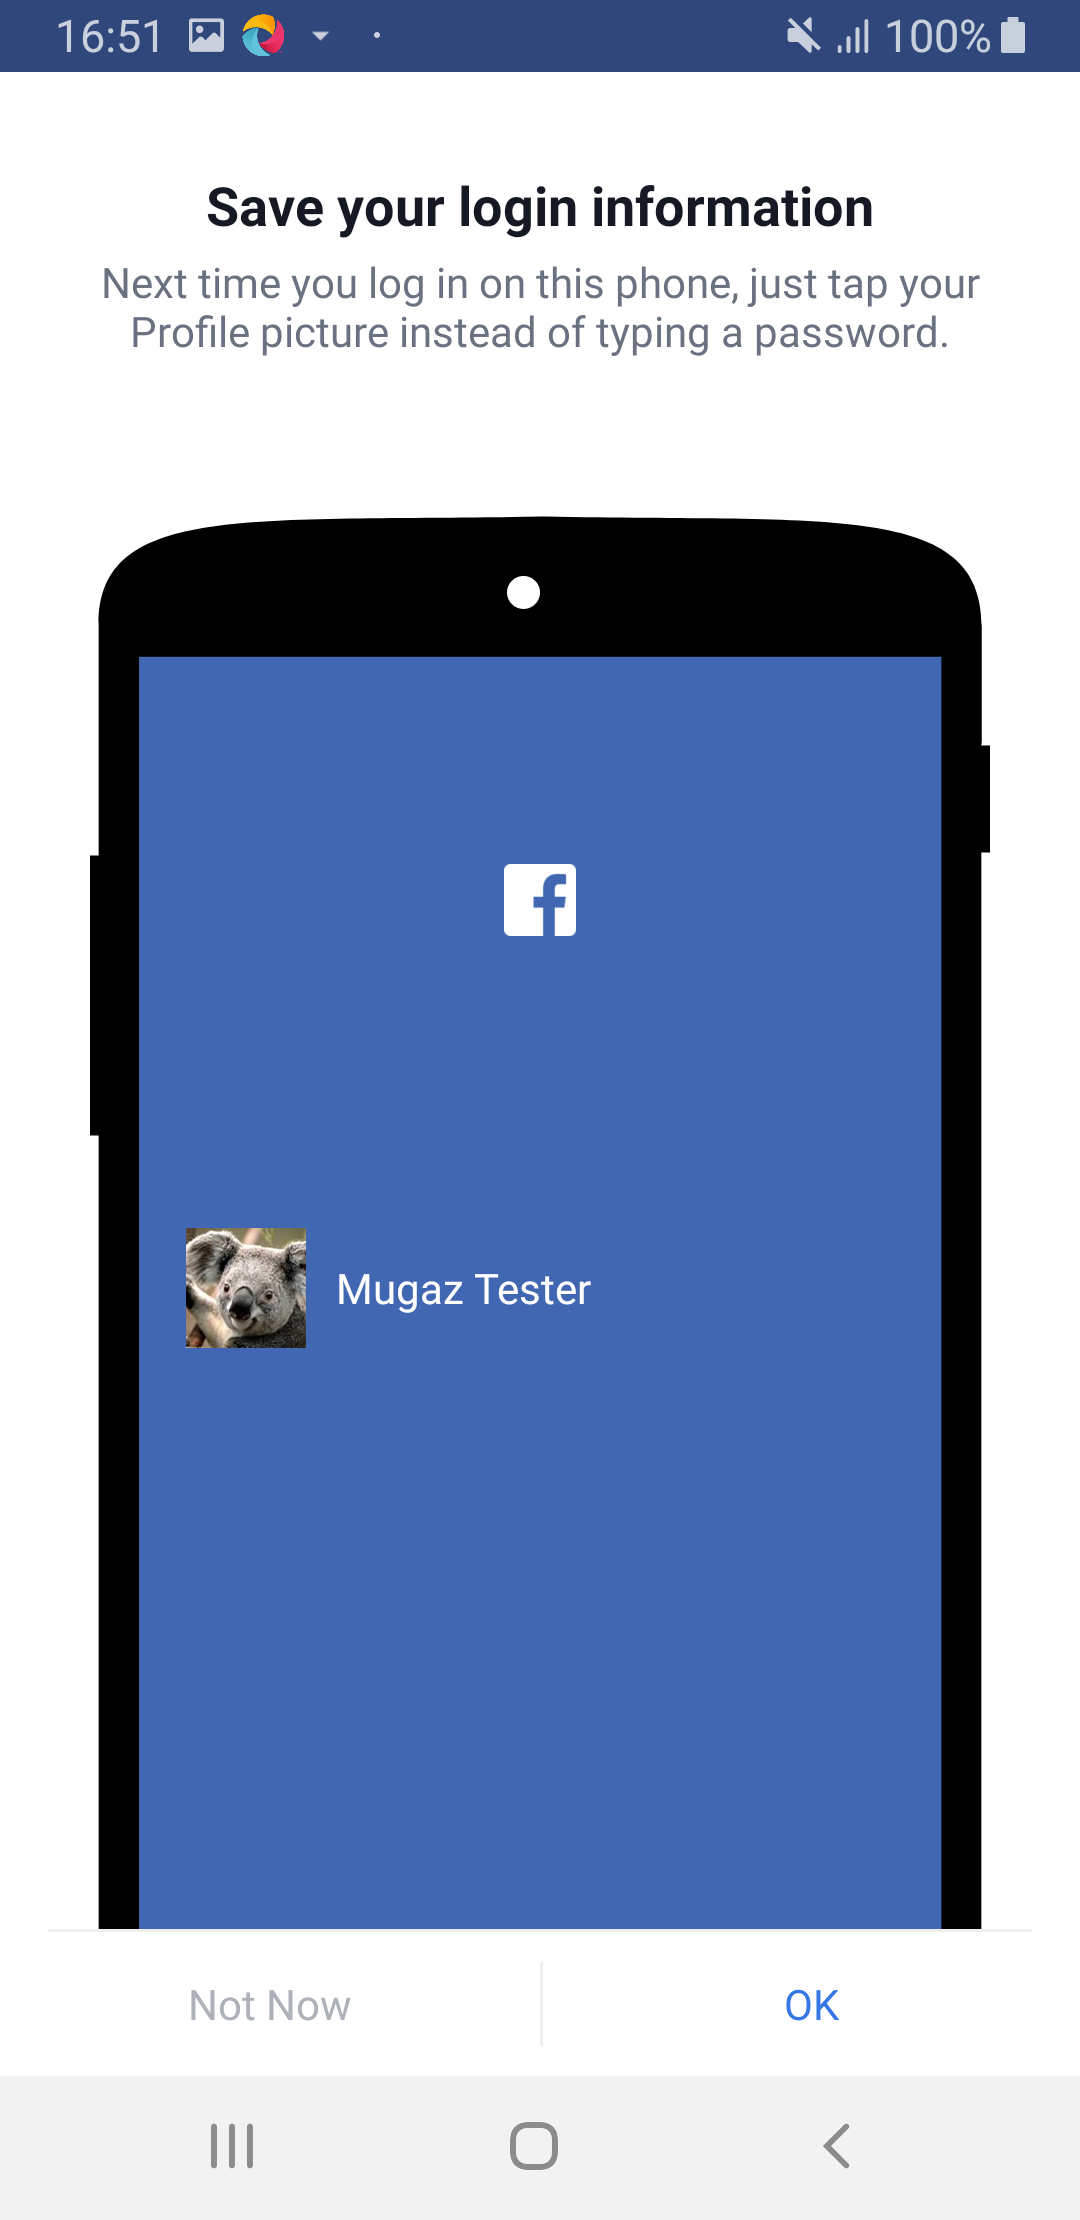 16:51
100%
Save your login information
Next time you log in on this phone, just tap your
Profile picture instead of typing a password.
f
Mugaz Tester
Not Now
OK